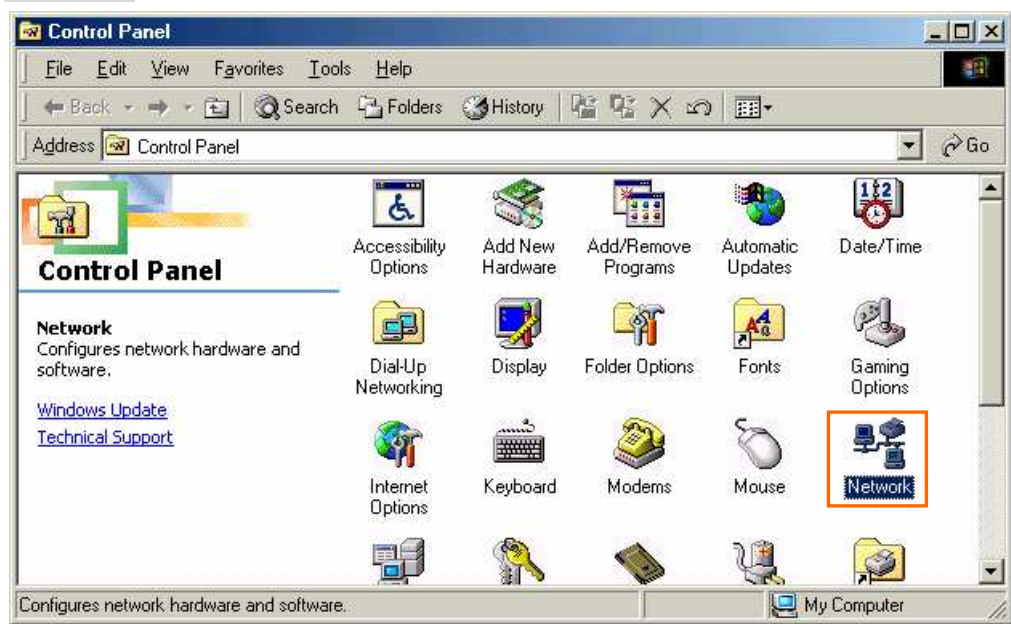 Control Panel
File Edit View Favorites Tools Help
Back Search Folders History
Address Control Panel Go
Control Panel
Network
Configures network hardware and
software.
Windows Update
Technical Support
Accessibility
Options
Add New
Hardware
Add/Remove
Programs
Automatic
Updates
Date/Time
Dial-Up
Networking
Display
Folder Options
Fonts
Gaming
Options
Internet
Options
Keyboard
Modems
Mouse
Network
Configures network hardware and software.
My Computer